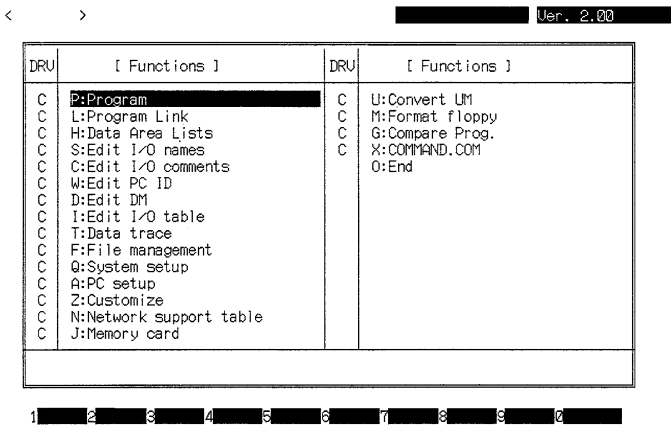 < >
Ver. 2.00
DRV [ Functions ] DRV [ Functions ]
C P:Program
C L:Program Link
C H:Data Area Lists
C S:Edit I/O names
C C:Edit I/O comments
C W:Edit PC ID
C D:Edit DM
C I:Edit I/O table
C T:Data trace
C F:File management
C Q:System setup
C A:PC setup
C Z:Customize
C N:Network support table
C J:Memory card
C U:Convert UM
C M:Format floppy
C G:Compare Prog.
C X:COMMAND.COM
O:End
1 2 3 4 5 6 7 8 9 0